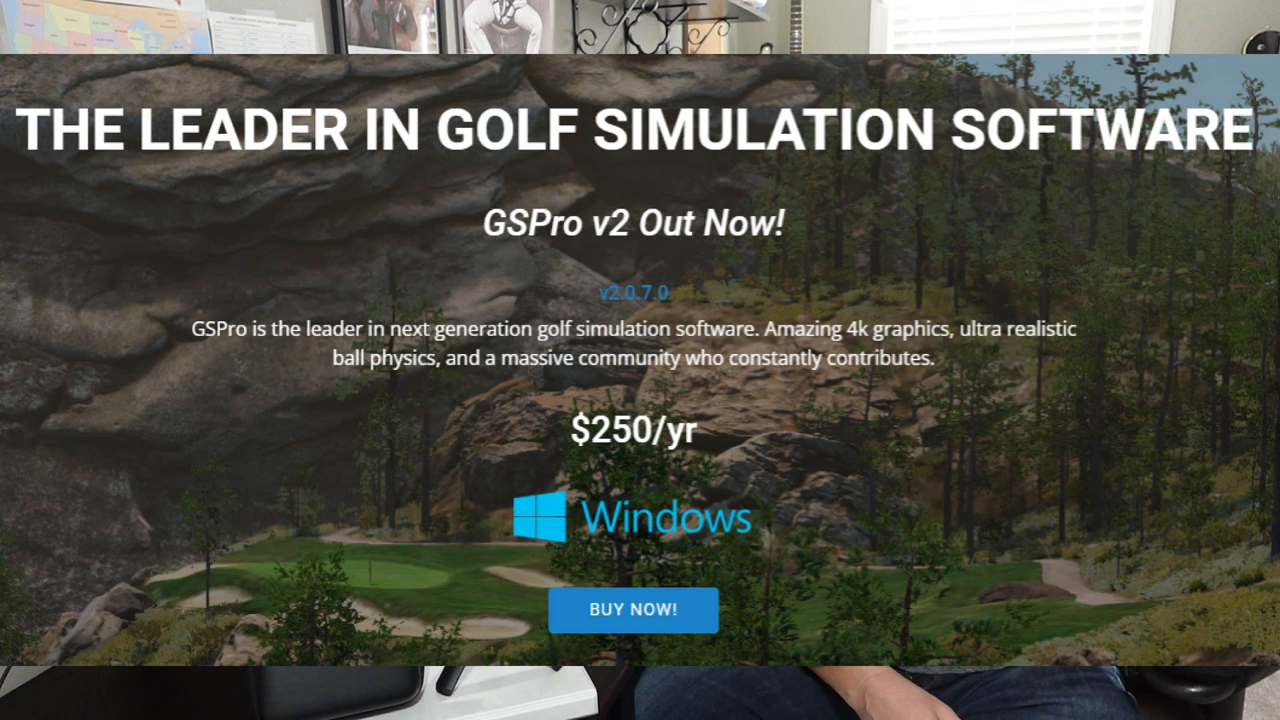 THE LEADER IN GOLF SIMULATION SOFTWARE
GSPro v2 Out Now!
v2.0.7.0
GSPro is the leader in next generation golf simulation software. Amazing 4k graphics, ultra realistic
ball physics, and a massive community who constantly contributes.
$250/yr
Windows
BUY NOW!